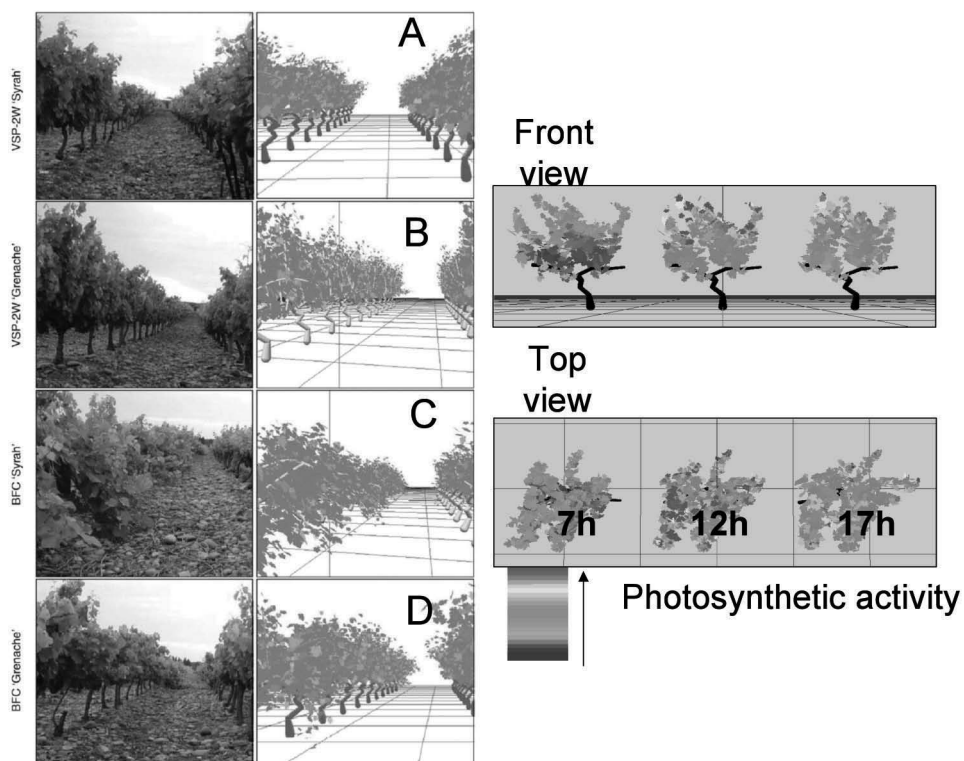 VSP-2W 'Syrah'
A
VSP-2W 'Grenache'
B
BFC 'Syrah'
C
BFC 'Grenache'
D
Front
view
Top
view
7h
12h
17h
Photosynthetic activity